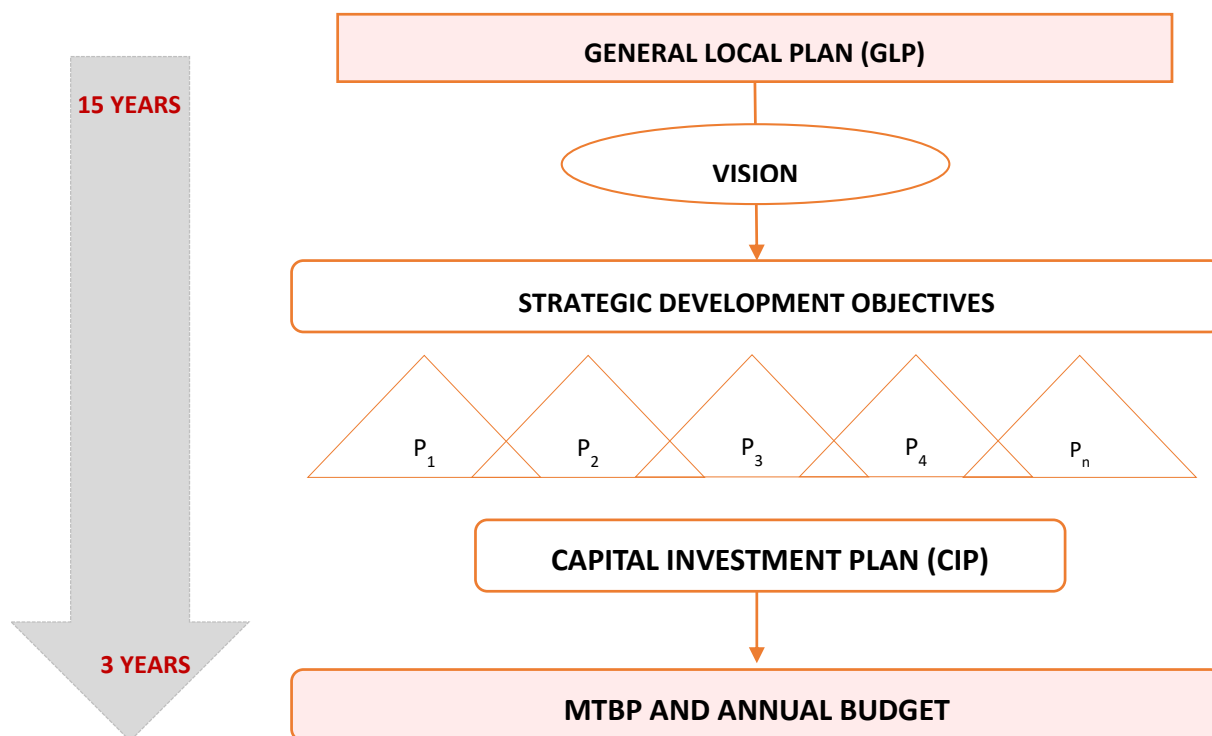 GENERAL LOCAL PLAN (GLP)
15 YEARS
VISION
STRATEGIC DEVELOPMENT OBJECTIVES
P₁ P₂ P₃ P₄ Pₙ
CAPITAL INVESTMENT PLAN (CIP)
3 YEARS
MTBP AND ANNUAL BUDGET